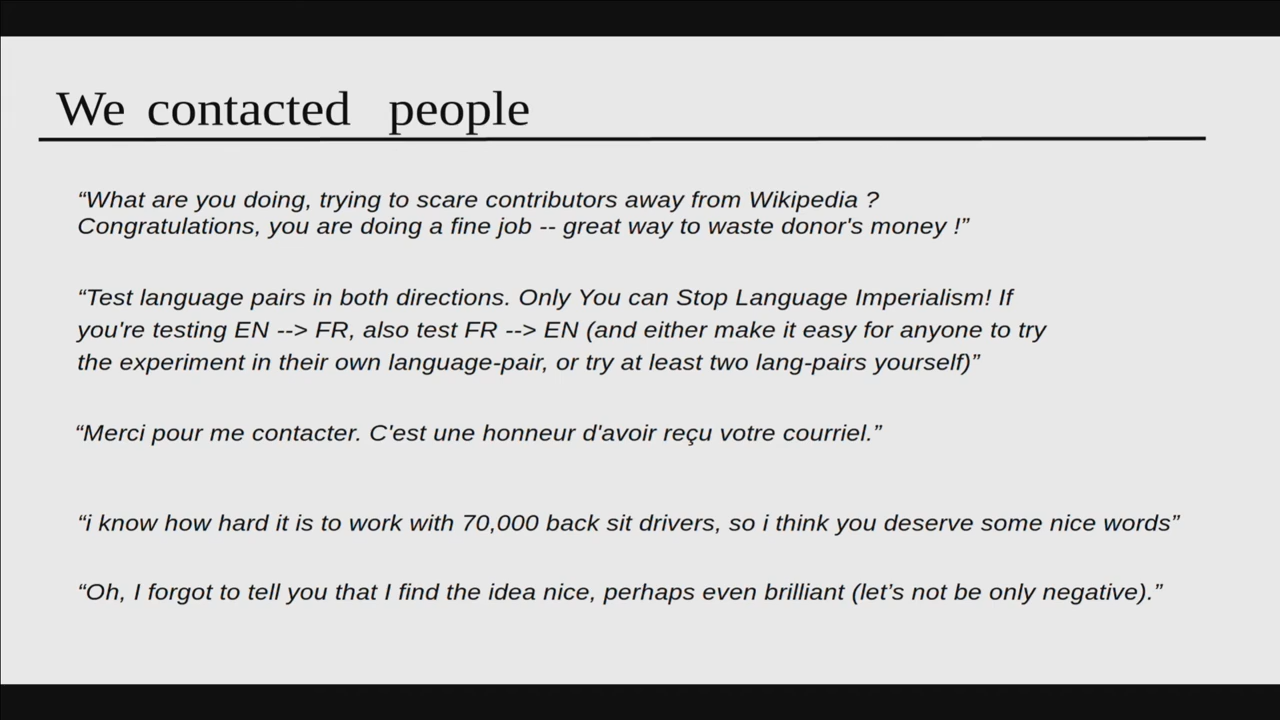 We contacted people
“What are you doing, trying to scare contributors away from Wikipedia ?
Congratulations, you are doing a fine job -- great way to waste donor's money !”
“Test language pairs in both directions. Only You can Stop Language Imperialism! If
you're testing EN --> FR, also test FR --> EN (and either make it easy for anyone to try
the experiment in their own language-pair, or try at least two lang-pairs yourself)”
“Merci pour me contacter. C'est une honneur d'avoir reçu votre courriel.”
“i know how hard it is to work with 70,000 back sit drivers, so i think you deserve some nice words”
“Oh, I forgot to tell you that I find the idea nice, perhaps even brilliant (let’s not be only negative).”